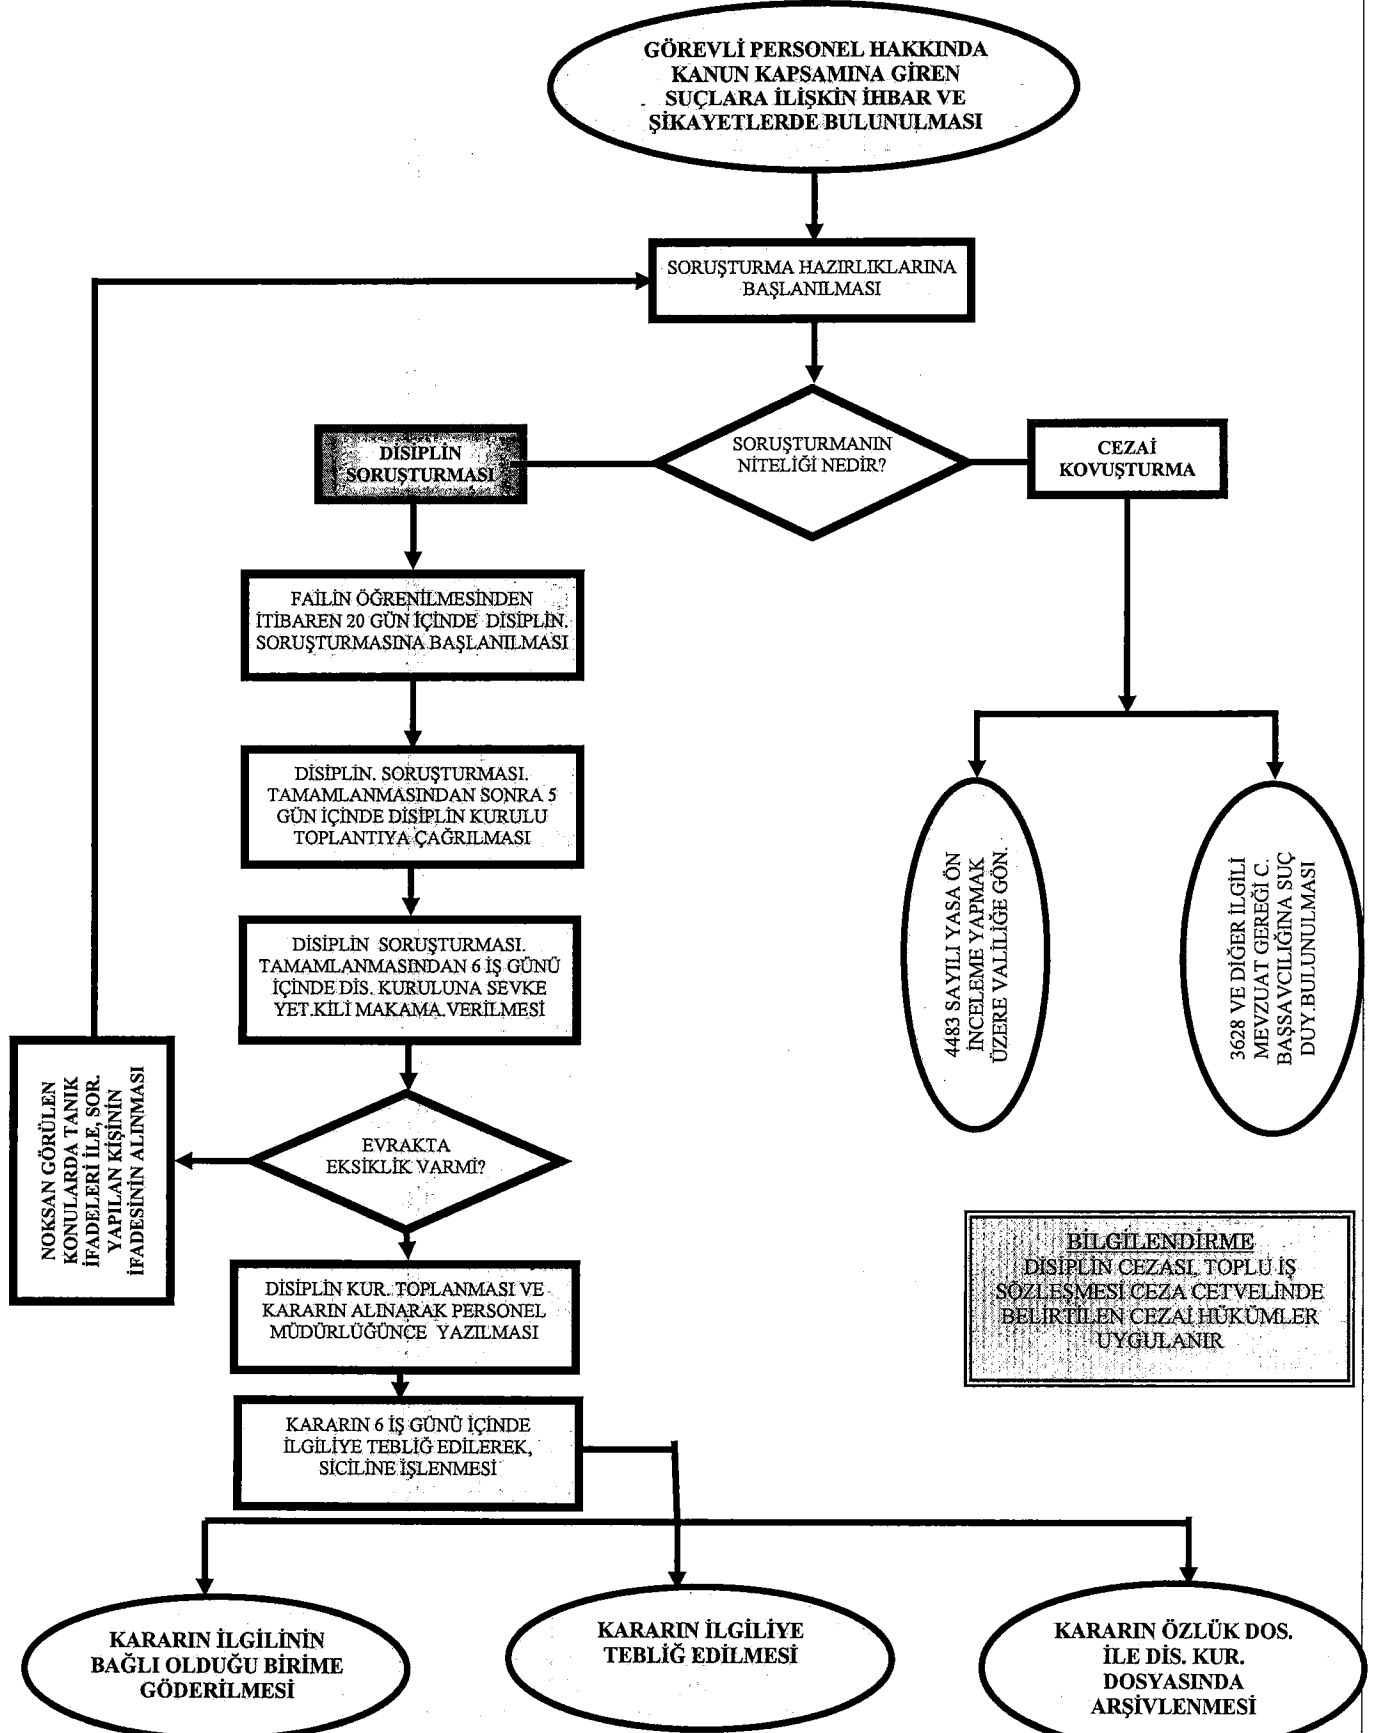 GÖREVLİ PERSONEL HAKKINDA
KANUN KAPSAMINA GİREN
SUÇLARA İLİŞKİN İHBAR VE
ŞİKAYETLERDE BULUNULMASI
SORUŞTURMA HAZIRLIKLARINA
BAŞLANILMASI
SORUŞTURMANIN
NİTELİĞİ NEDİR?
DİSİPLİN
SORUŞTURMASI
CEZAİ
KOVUŞTURMA
FAİLİN ÖĞRENİLMESİNDEN
İTİBAREN 20 GÜN İÇİNDE DİSİPLİN.
SORUŞTURMASINA BAŞLANILMASI
DİSİPLİN. SORUŞTURMASI.
TAMAMLANMASINDAN SONRA 5
GÜN İÇİNDE DİSİPLİN KURULU
TOPLANTIYA ÇAĞRILMASI
DİSİPLİN SORUŞTURMASI.
TAMAMLANMASINDAN 6 İŞ GÜNÜ
İÇİNDE DİS. KURULUNA SEVKE
YET.KİLİ MAKAMA.VERİLMESİ
4483 SAYILI YASA ÖN
İNCELEME YAPMAK
ÜZERE VALİLİĞE GÖN.
3628 VE DİĞER İLGİLİ
MEVZUAT GEREĞİ C.
BAŞSAVCILIĞINA SUÇ
DUY.BULUNULMASI
NOKSAN GÖRÜLEN
KONULARDA TANIK
İFADELERİ İLE, SOR.
YAPILAN KİŞİNİN
İFADESİNİN ALINMASI
EVRAKTA
EKSİKLİK VARMİ?
DİSİPLİN KUR. TOPLANMASI VE
KARARIN ALINARAK PERSONEL
MÜDÜRLÜĞÜNCE YAZILMASI
BİLGİLENDİRME
DİSİPLİN CEZASI, TOPLU İŞ
SÖZLEŞMESİ CEZA CETVELİNDE
BELİRTİLEN CEZAİ HÜKÜMLER
UYGULANIR
KARARIN 6 İŞ GÜNÜ İÇİNDE
İLGİLİYE TEBLİĞ EDİLEREK,
SİCİLİNE İŞLENMESİ
KARARIN İLGİLİNİN
BAĞLI OLDUĞU BİRİME
GÖDERİLMESİ
KARARIN İLGİLİYE
TEBLİĞ EDİLMESİ
KARARIN ÖZLÜK DOS.
İLE DİS. KUR.
DOSYASINDA
ARŞİVLENMESİ